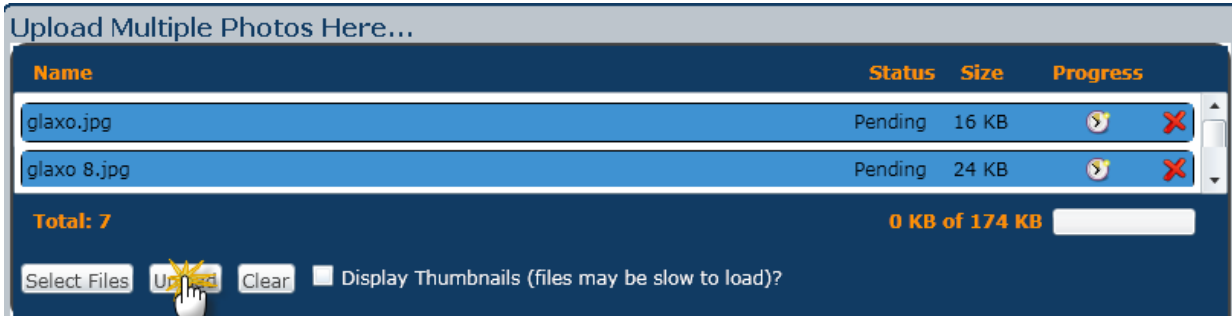 Upload Multiple Photos Here...
Name Status Size Progress
glaxo.jpg Pending 16 KB
glaxo 8.jpg Pending 24 KB
Total: 7 0 KB of 174 KB
Select Files Upload Clear Display Thumbnails (files may be slow to load)?